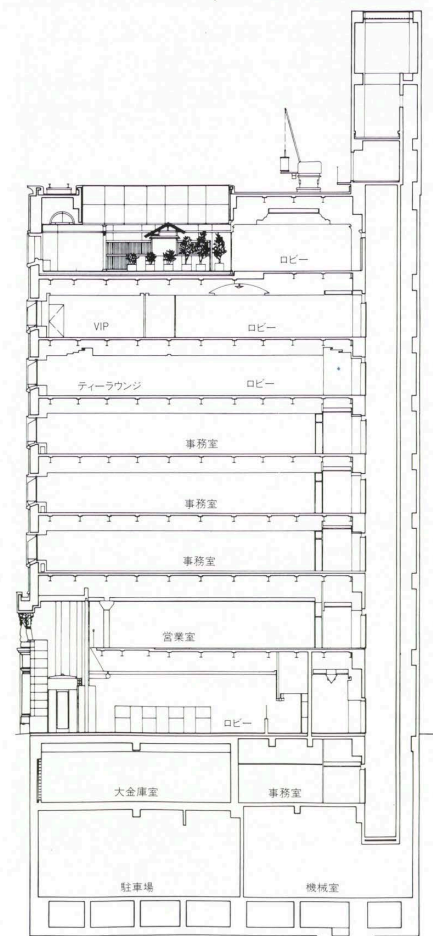 ロビー
VIP
ロビー
ティーラウンジ
ロビー
事務室
事務室
事務室
営業室
ロビー
大金庫室
事務室
駐車場
機械室